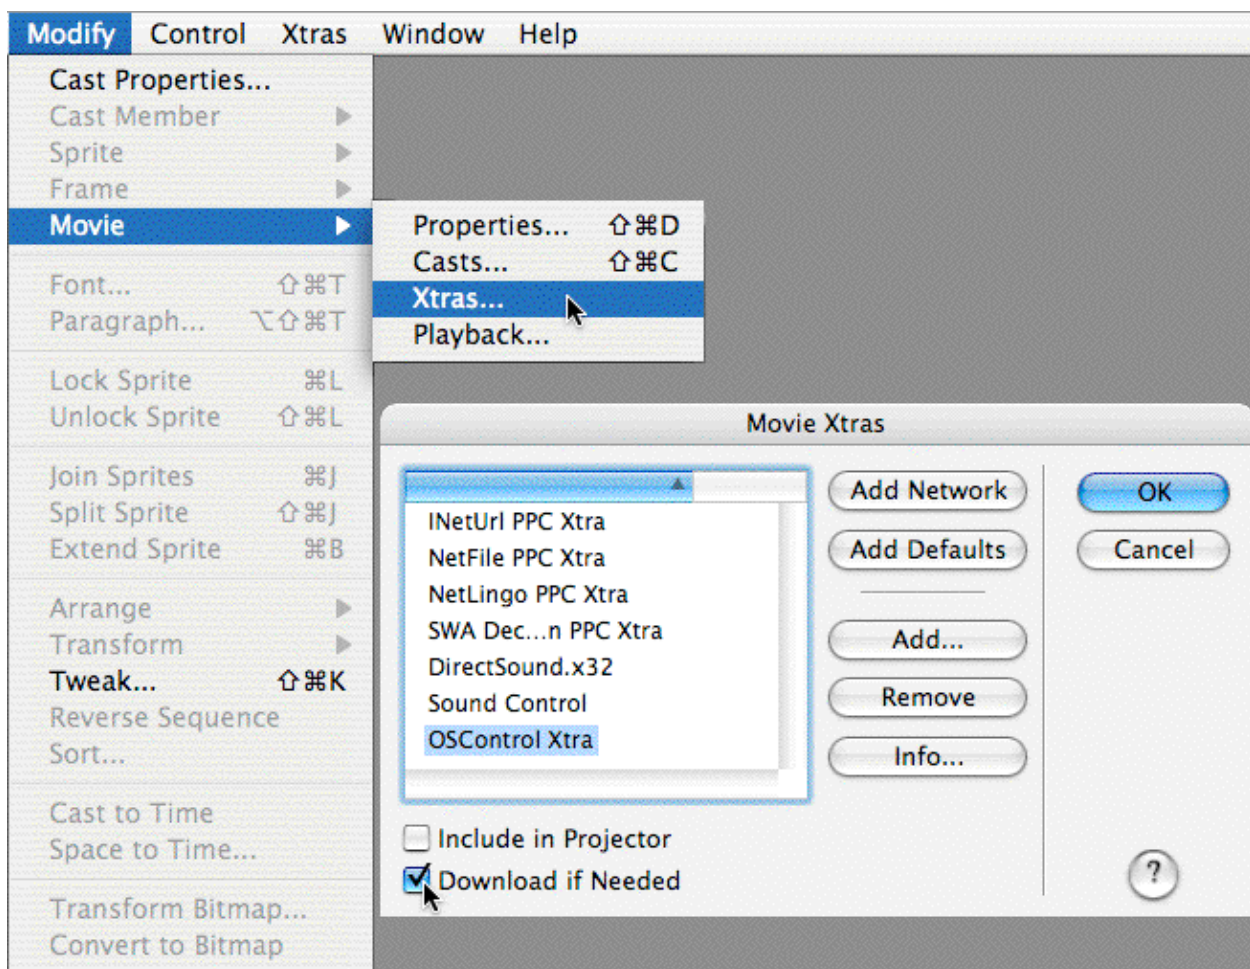 Modify Control Xtras Window Help
Cast Properties...
Cast Member
Sprite
Frame
Movie
Font... ⇧⌘T
Paragraph... ⌥⇧⌘T
Lock Sprite ⌘L
Unlock Sprite ⇧⌘L
Join Sprites ⌘J
Split Sprite ⇧⌘J
Extend Sprite ⌘B
Arrange
Transform
Tweak... ⇧⌘K
Reverse Sequence
Sort...
Cast to Time
Space to Time...
Transform Bitmap...
Convert to Bitmap
Properties... ⇧⌘D
Casts... ⇧⌘C
Xtras...
Playback...
Movie Xtras
INetUrl PPC Xtra
NetFile PPC Xtra
NetLingo PPC Xtra
SWA Dec...n PPC Xtra
DirectSound.x32
Sound Control
OSControl Xtra
Include in Projector
Download if Needed
Add Network
Add Defaults
Add...
Remove
Info...
OK
Cancel
?